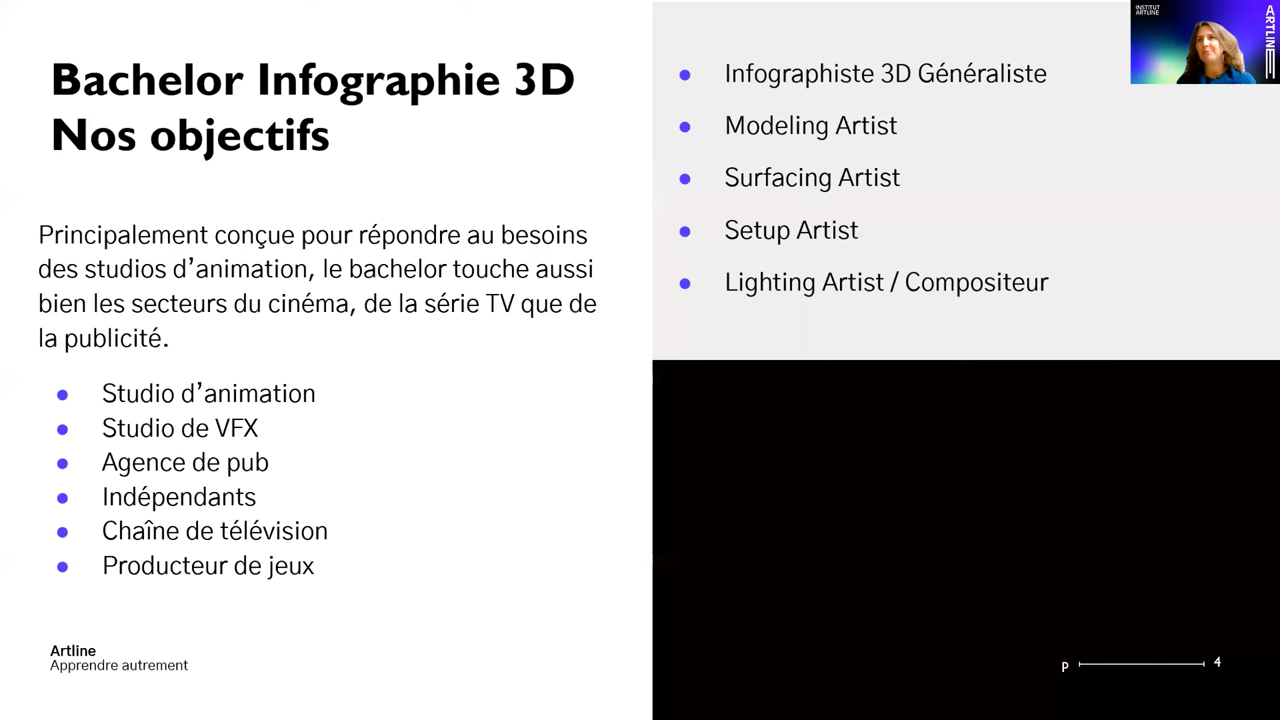 Bachelor Infographie 3D
Nos objectifs
Principalement conçue pour répondre au besoins
des studios d’animation, le bachelor touche aussi
bien les secteurs du cinéma, de la série TV que de
la publicité.
Studio d’animation
Studio de VFX
Agence de pub
Indépendants
Chaîne de télévision
Producteur de jeux
Artline
Apprendre autrement
Infographiste 3D Généraliste
Modeling Artist
Surfacing Artist
Setup Artist
Lighting Artist / Compositeur
INSTITUT
ARTLINE
ARTLINE
p 4